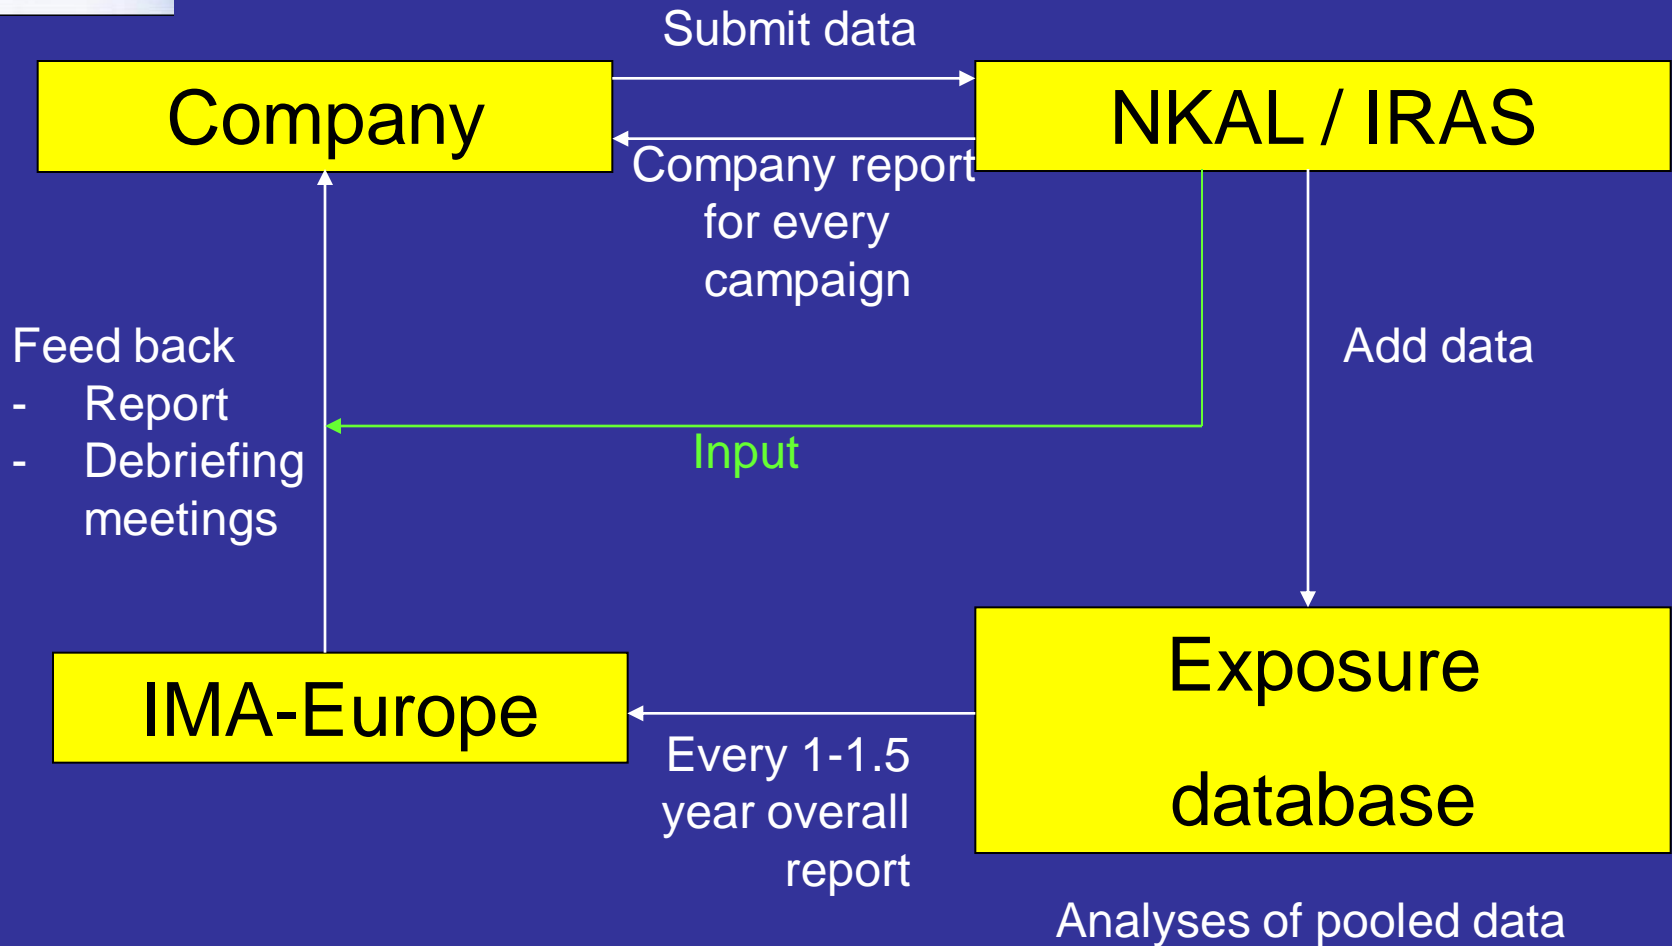 Submit data
Company
NKAL / IRAS
Company report
for every
campaign
Feed back
- Report
- Debriefing
meetings
Add data
Input
IMA-Europe
Exposure
database
Every 1-1.5
year overall
report
Analyses of pooled data